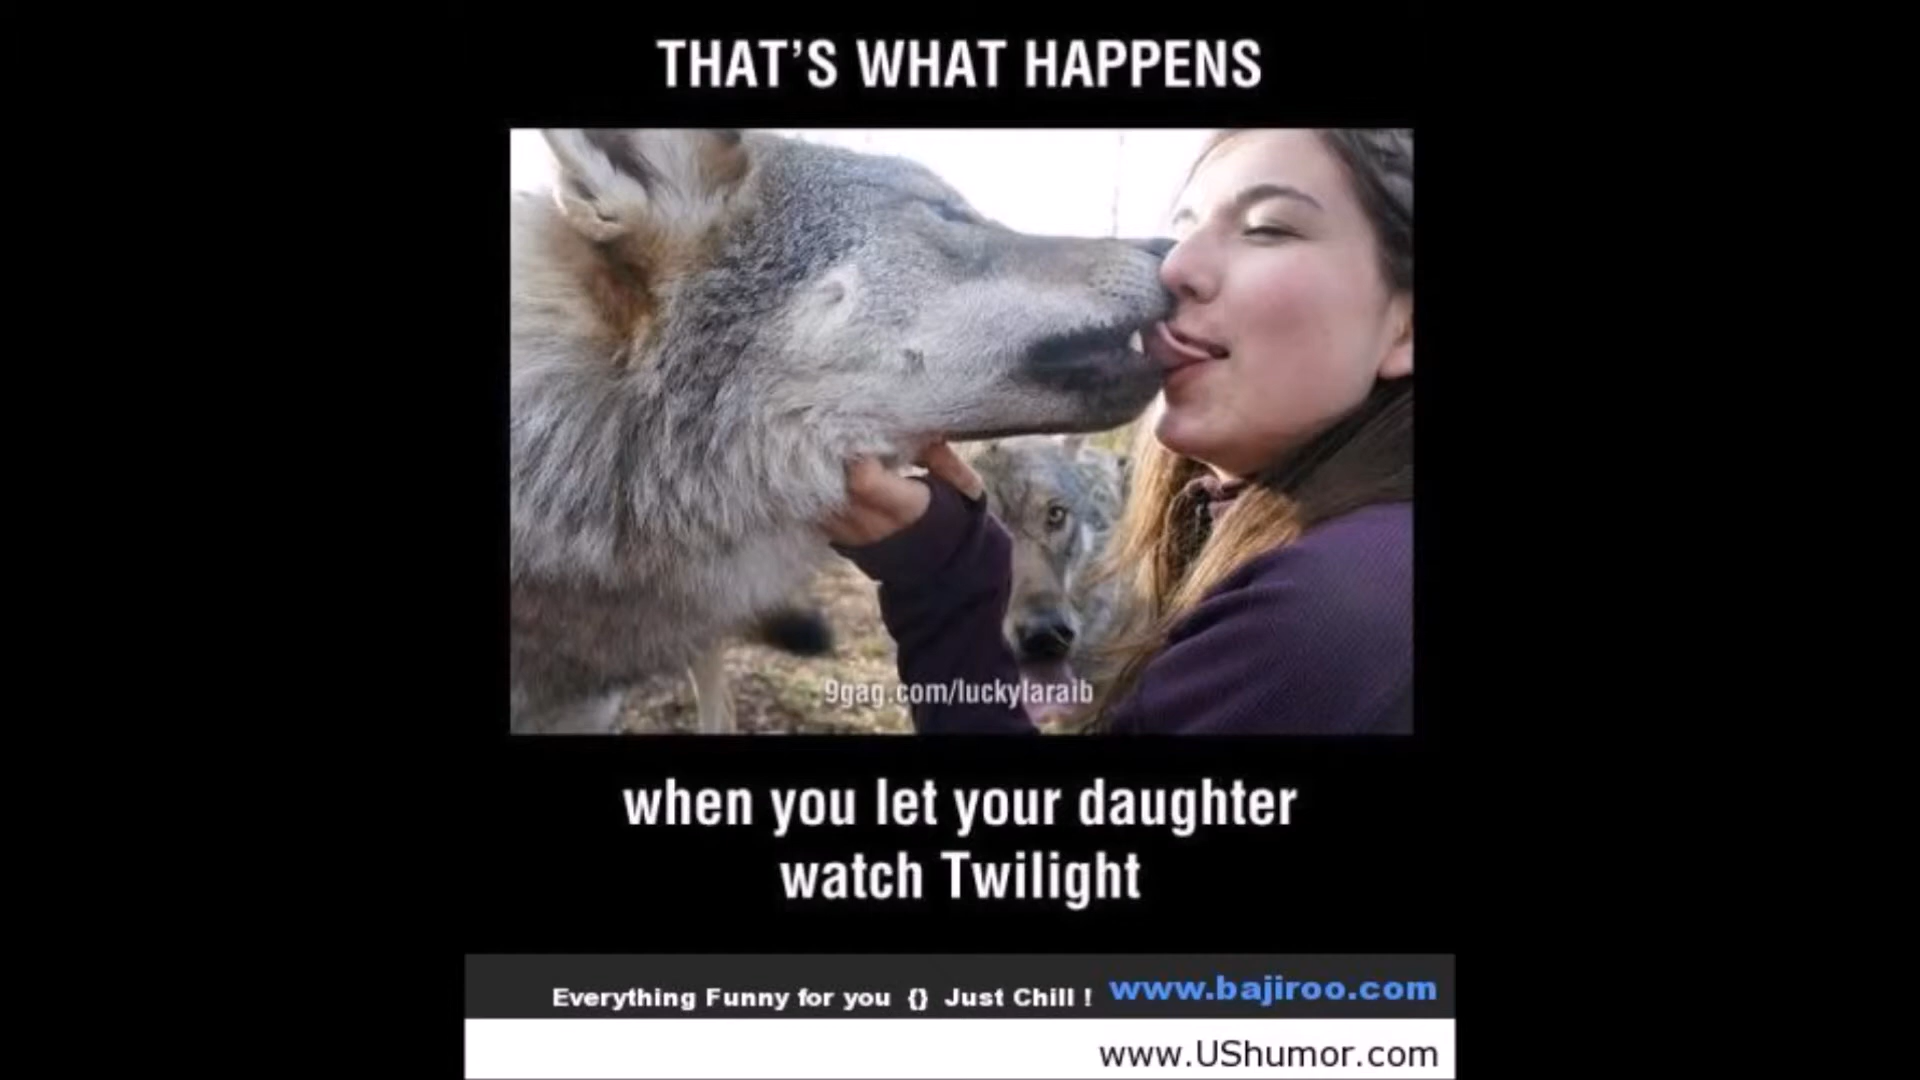 THAT'S WHAT HAPPENS
9gag.com/luckylaraib
when you let your daughter
watch Twilight
Everything Funny for you {} Just Chill ! www.bajiroo.com
www.UShumor.com